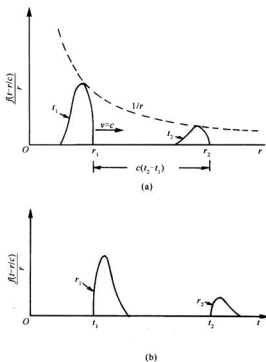 f(t-r/c)/r
1/r
t₁
v=c
t₂
O
r₁
r₂
r
c(t₂-t₁)
(a)
f(t-r/c)/r
r₁
r₂
O
t₁
t₂
t
(b)